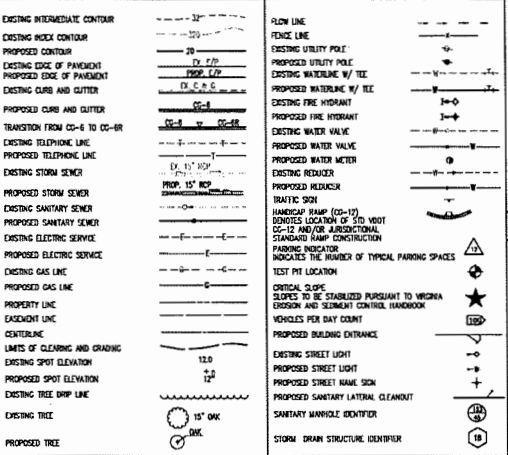 EXISTING INTERMEDIATE CONTOUR 32
EXISTING INDEX CONTOUR 320
PROPOSED CONTOUR 20
EXISTING EDGE OF PAVEMENT EX. E/P
PROPOSED EDGE OF PAVEMENT PROP. E/P
EXISTING CURB AND GUTTER EX. C & G
PROPOSED CURB AND GUTTER CG-6
TRANSITION FROM CG-6 TO CG-6R CG-6 CG-6R
EXISTING TELEPHONE LINE T T
PROPOSED TELEPHONE LINE T
EXISTING STORM SEWER EX. 15" RCP
PROPOSED STORM SEWER PROP. 15" RCP
EXISTING SANITARY SEWER
PROPOSED SANITARY SEWER
EXISTING ELECTRIC SERVICE E E
PROPOSED ELECTRIC SERVICE E
EXISTING GAS LINE G G
PROPOSED GAS LINE G
PROPERTY LINE
EASEMENT LINE
CENTERLINE
LIMITS OF CLEARING AND GRADING
EXISTING SPOT ELEVATION 12.0
PROPOSED SPOT ELEVATION 12.0
EXISTING TREE DRIP LINE
EXISTING TREE 15" OAK
PROPOSED TREE OAK
FLOW LINE
FENCE LINE x
EXISTING UTILITY POLE
PROPOSED UTILITY POLE
EXISTING WATERLINE W/ TEE W T
PROPOSED WATERLINE W/ TEE W T
EXISTING FIRE HYDRANT
PROPOSED FIRE HYDRANT
EXISTING WATER VALVE W
PROPOSED WATER VALVE W
PROPOSED WATER METER
EXISTING REDUCER W
PROPOSED REDUCER W
TRAFFIC SIGN
HANDICAP RAMP (CG-12)
DENOTES LOCATION OF STD VDOT
CG-12 AND/OR JURISDICTIONAL
STANDARD RAMP CONSTRUCTION
PARKING INDICATOR
INDICATES THE NUMBER OF TYPICAL PARKING SPACES
TEST PIT LOCATION
CRITICAL SLOPE
SLOPES TO BE STABILIZED PURSUANT TO VIRGINIA
EROSION AND SEDIMENT CONTROL HANDBOOK
VEHICLES PER DAY COUNT
PROPOSED BUILDING ENTRANCE
EXISTING STREET LIGHT
PROPOSED STREET LIGHT
PROPOSED STREET NAME SIGN
PROPOSED SANITARY LATERAL CLEANOUT
SANITARY MANHOLE IDENTIFIER
STORM DRAIN STRUCTURE IDENTIFIER 18